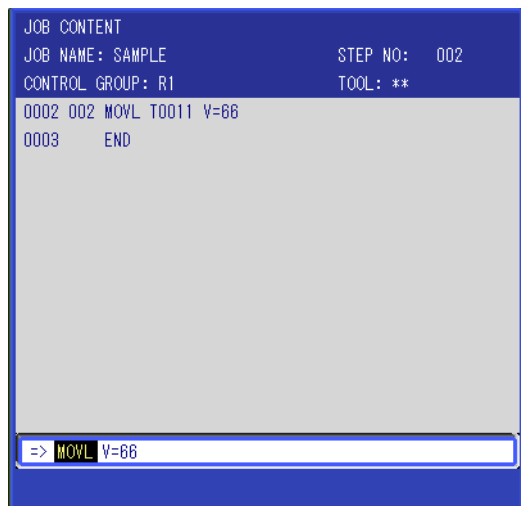 JOB CONTENT
JOB NAME: SAMPLE STEP NO: 002
CONTROL GROUP: R1 TOOL: **
0002 002 MOVL T0011 V=66
0003 END
=> MOVL V=66